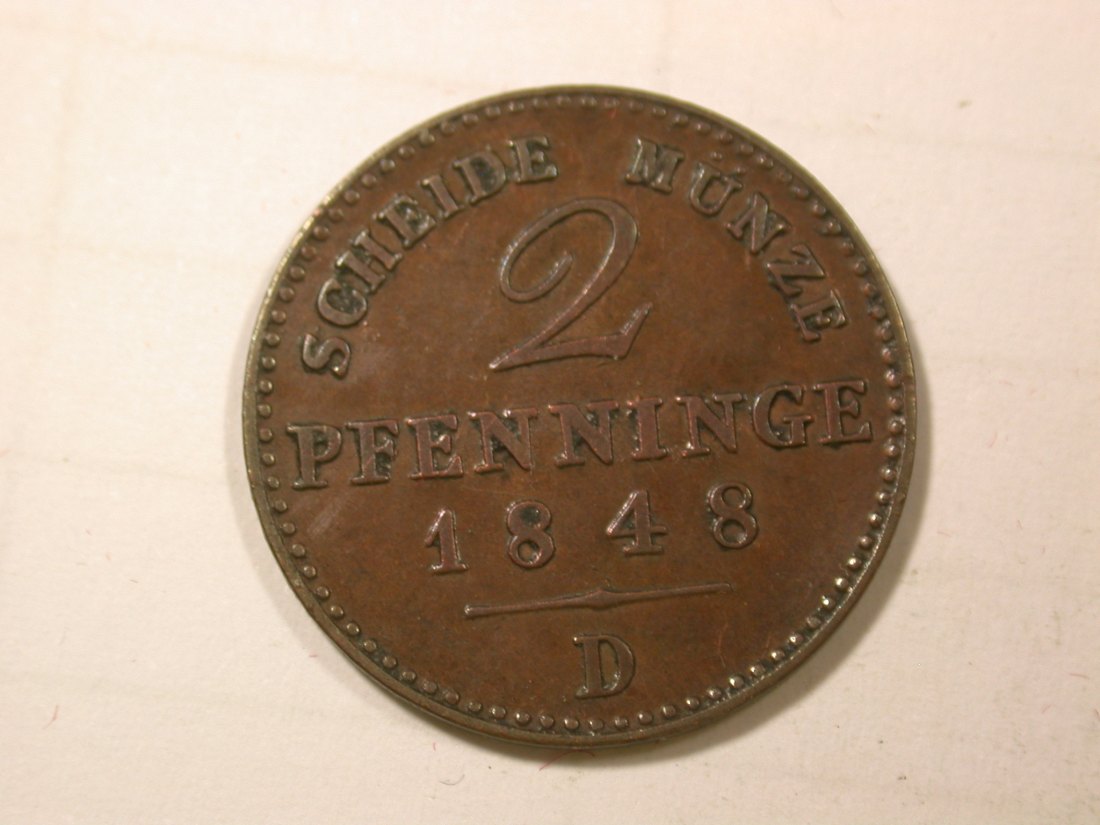 SCHEIDE MÜNZE
2
PFENNINGE
1848
D